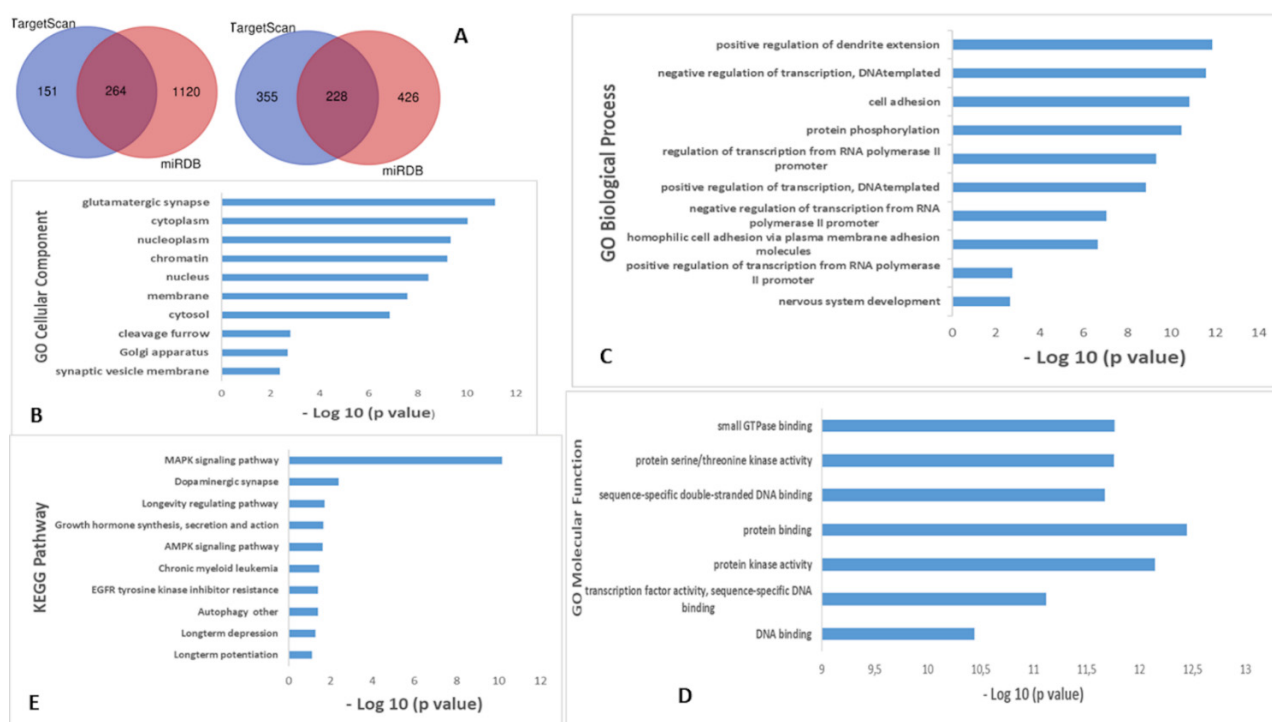 TargetScan
151
264
1120
miRDB
TargetScan
355
228
426
miRDB
A
GO Cellular Component
glutamatergic synapse
cytoplasm
nucleoplasm
chromatin
nucleus
membrane
cytosol
cleavage furrow
Golgi apparatus
synaptic vesicle membrane
0 2 4 6 8 10 12
- Log 10 (p value)
B
GO Biological Process
positive regulation of dendrite extension
negative regulation of transcription, DNAtemplated
cell adhesion
protein phosphorylation
regulation of transcription from RNA polymerase II
promoter
positive regulation of transcription, DNAtemplated
negative regulation of transcription from RNA
polymerase II promoter
homophilic cell adhesion via plasma membrane adhesion
molecules
positive regulation of transcription from RNA polymerase
II promoter
nervous system development
0 2 4 6 8 10 12 14
- Log 10 (p value)
C
GO Molecular Function
small GTPase binding
protein serine/threonine kinase activity
sequence-specific double-stranded DNA binding
protein binding
protein kinase activity
transcription factor activity, sequence-specific DNA
binding
DNA binding
9 9,5 10 10,5 11 11,5 12 12,5 13
- Log 10 (p value)
D
KEGG Pathway
MAPK signaling pathway
Dopaminergic synapse
Longevity regulating pathway
Growth hormone synthesis, secretion and action
AMPK signaling pathway
Chronic myeloid leukemia
EGFR tyrosine kinase inhibitor resistance
Autophagy other
Longterm depression
Longterm potentiation
0 2 4 6 8 10 12
- Log 10 (p value)
E